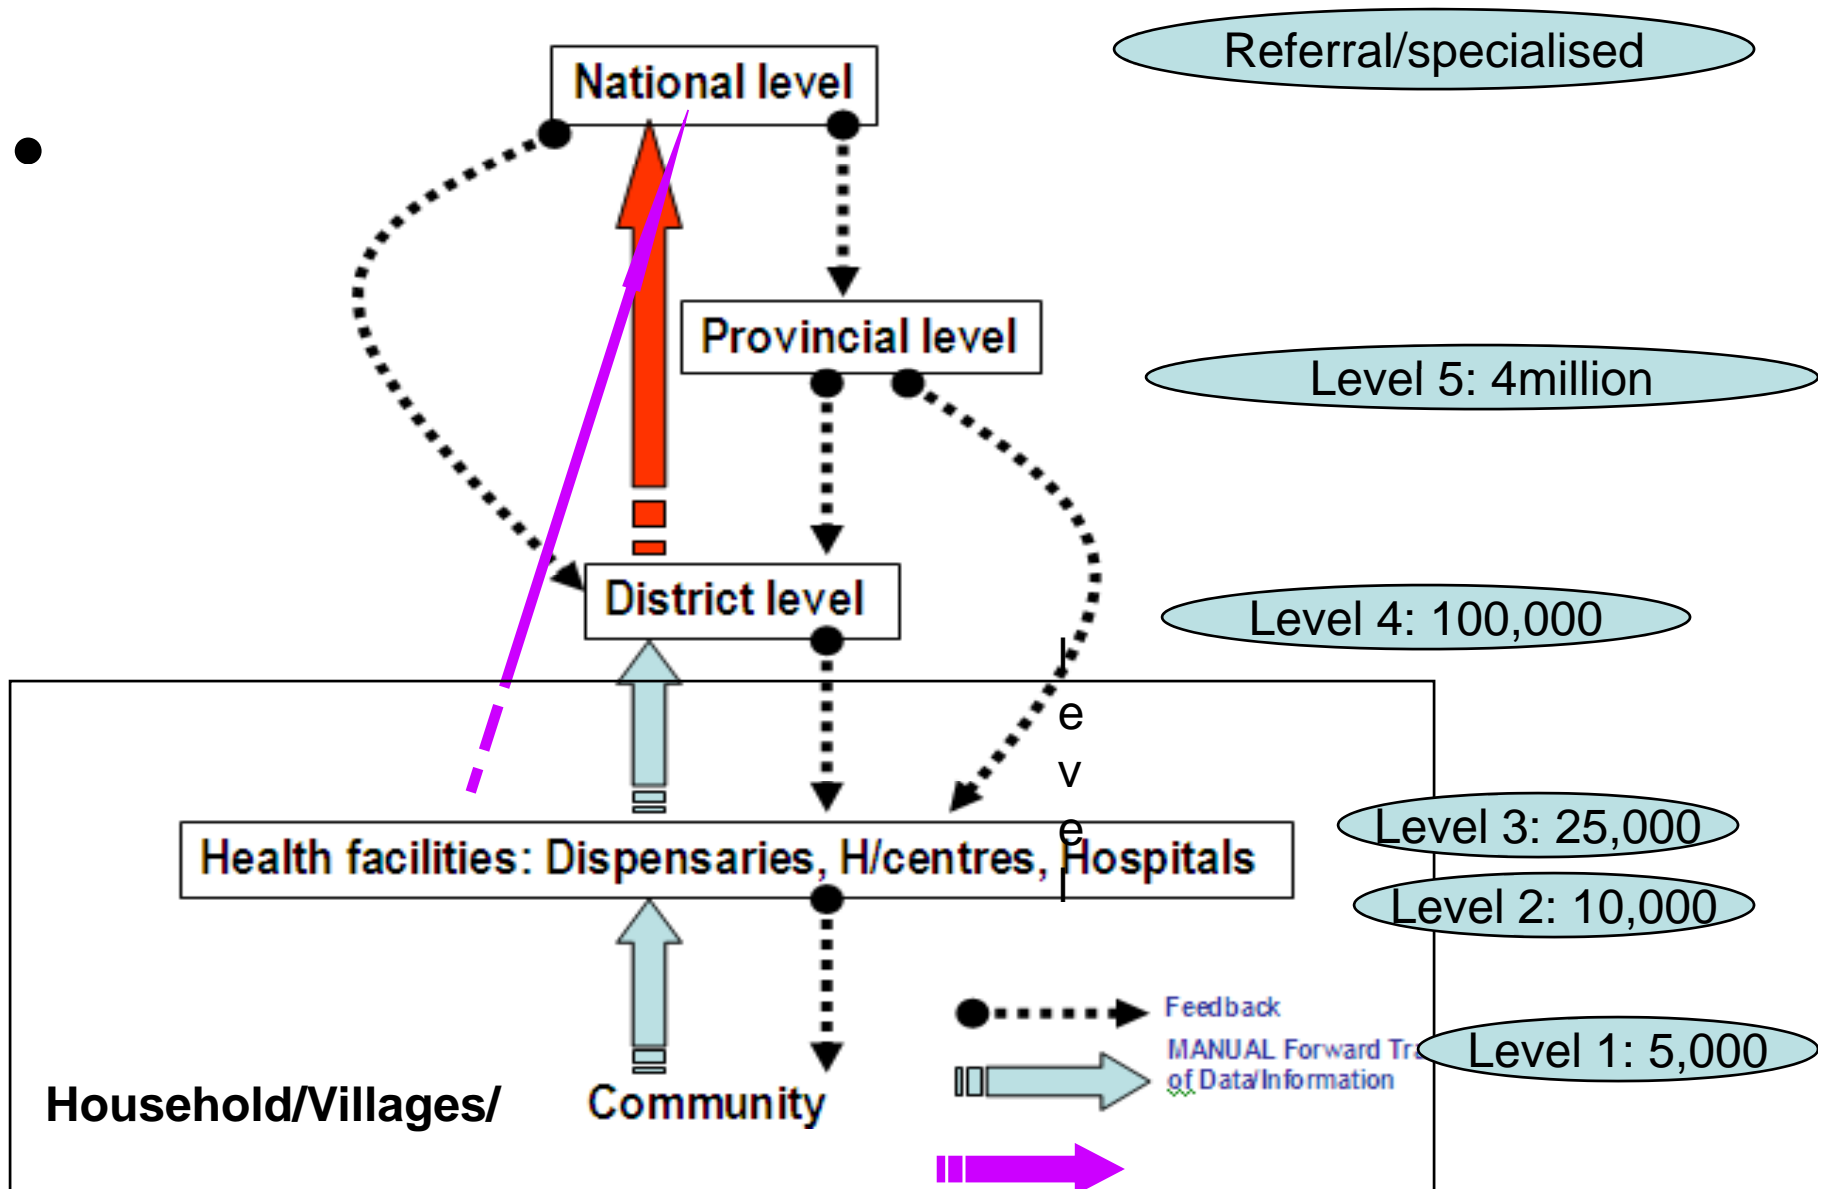 Referral/specialised
National level
•
Provincial level
Level 5: 4million
District level
Level 4: 100,000
l
e
v
e
l
Level 3: 25,000
Health facilities: Dispensaries, H/centres, Hospitals
Level 2: 10,000
Feedback
MANUAL Forward Tra
of Data/Information
Level 1: 5,000
Household/Villages/
Community